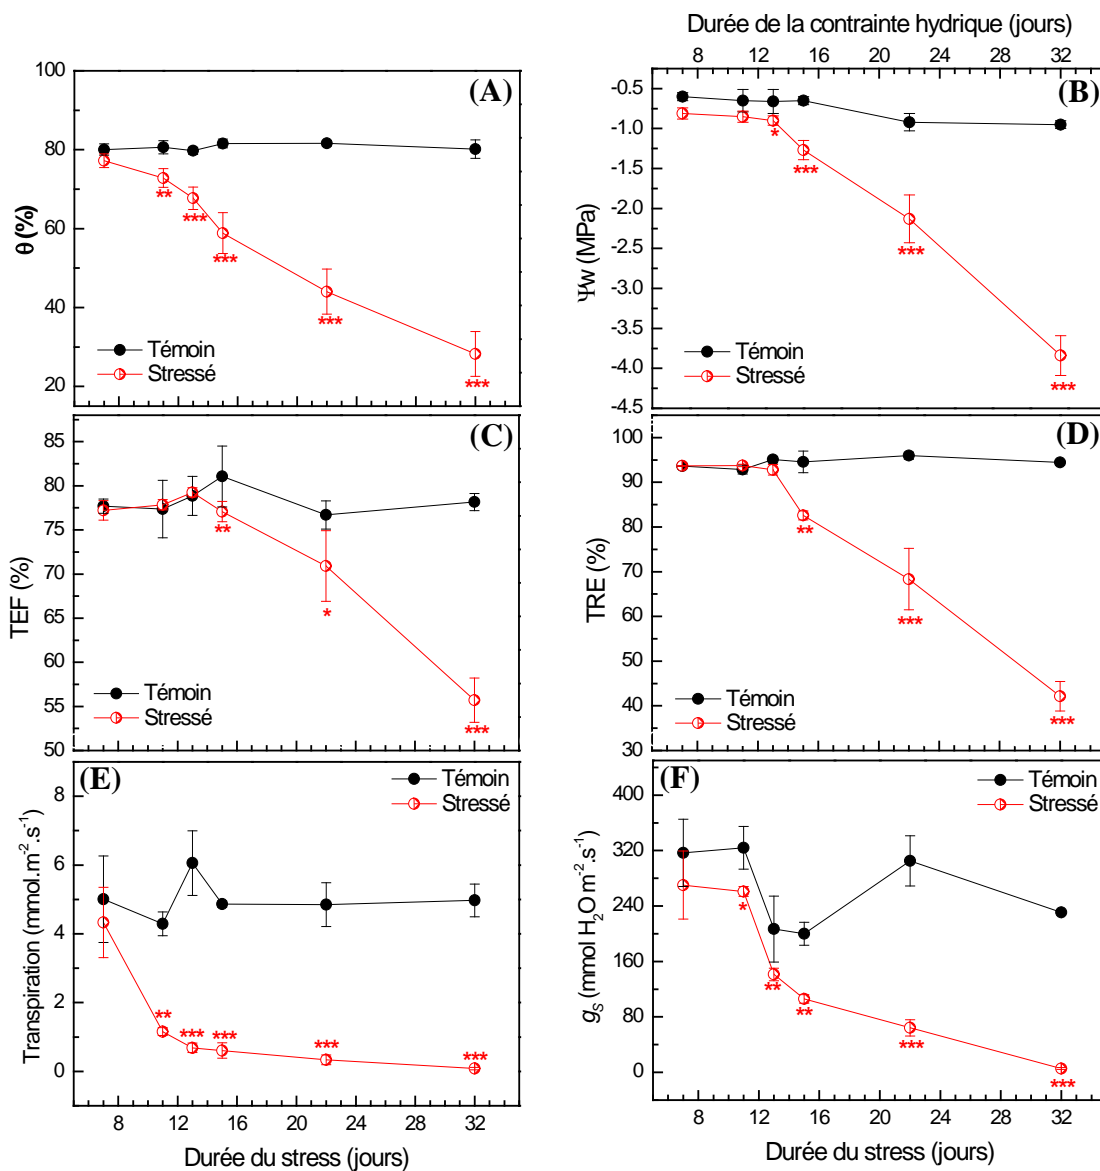 Durée de la contrainte hydrique (jours)
8 12 16 20 24 28 32
(A)
100
80
60
40
20
θ (%)
** *** *** *** ***
Témoin
Stressé
(B)
-0.5
-1.0
-1.5
-2.0
-2.5
-3.0
-3.5
-4.0
-4.5
Ψw (MPa)
* *** *** ***
Témoin
Stressé
(C)
85
80
75
70
65
60
55
50
TEF (%)
** * ***
Témoin
Stressé
(D)
100
90
80
70
60
50
40
30
TRE (%)
** *** ***
Témoin
Stressé
(E)
Témoin
Stressé
8
6
4
2
0
Transpiration (mmol.m-2.s-1)
** *** *** *** ***
8 12 16 20 24 28 32
Durée du stress (jours)
(F)
Témoin
Stressé
400
320
240
160
80
0
gS (mmol H2O m-2.s-1)
* ** ** *** ***
8 12 16 20 24 28 32
Durée du stress (jours)